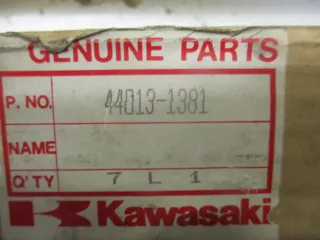 GENUINE PARTS
P. NO. 44013-1381
NAME
Q'TY 7 L 1
Kawasaki